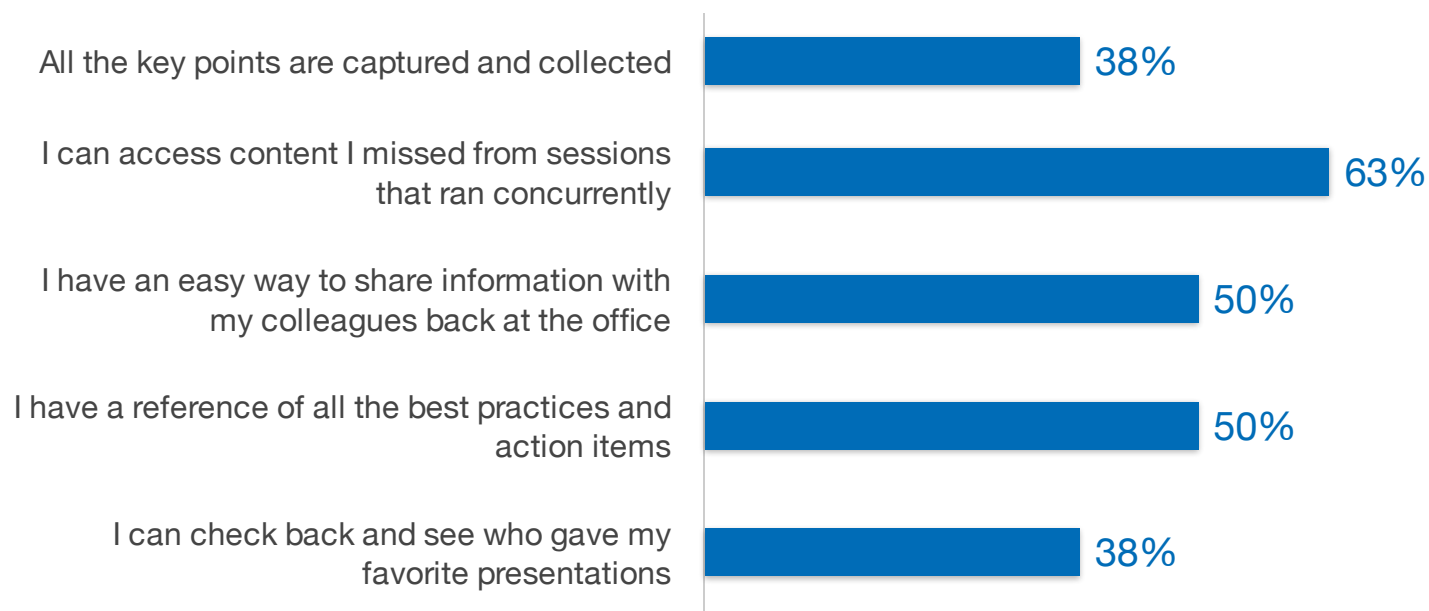 All the key points are captured and collected
38%
I can access content I missed from sessions
that ran concurrently
63%
I have an easy way to share information with
my colleagues back at the office
50%
I have a reference of all the best practices and
action items
50%
I can check back and see who gave my
favorite presentations
38%